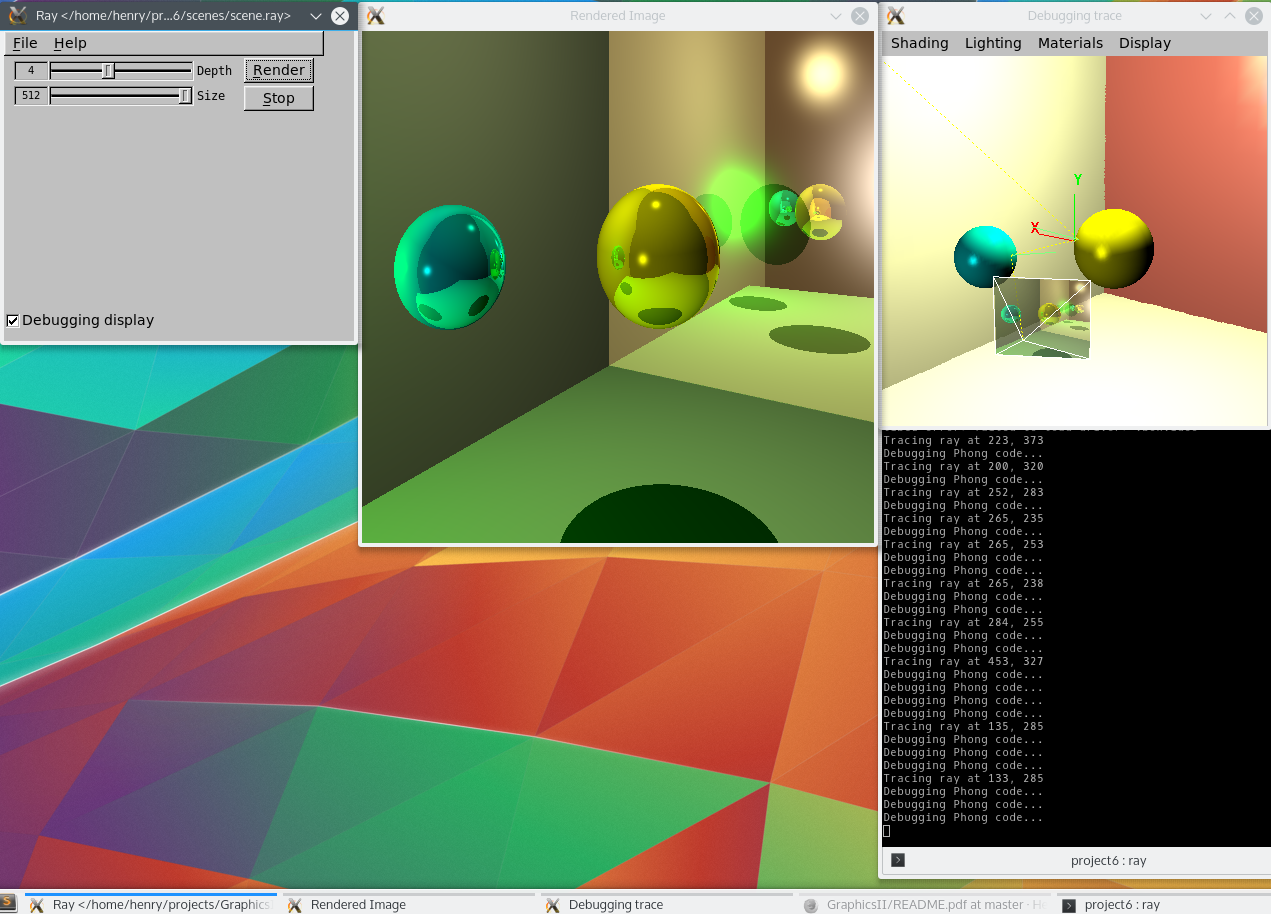 Ray </home/henry/pr...6/scenes/scene.ray>
File Help
4 Depth Render
512 Size Stop
Debugging display
Rendered Image
Debugging trace
Shading Lighting Materials Display
Y
X
Tracing ray at 223, 373
Debugging Phong code...
Tracing ray at 200, 320
Debugging Phong code...
Tracing ray at 252, 283
Debugging Phong code...
Tracing ray at 265, 235
Debugging Phong code...
Tracing ray at 265, 253
Debugging Phong code...
Debugging Phong code...
Tracing ray at 265, 238
Debugging Phong code...
Debugging Phong code...
Tracing ray at 284, 255
Debugging Phong code...
Debugging Phong code...
Tracing ray at 453, 327
Debugging Phong code...
Debugging Phong code...
Debugging Phong code...
Debugging Phong code...
Tracing ray at 135, 285
Debugging Phong code...
Debugging Phong code...
Debugging Phong code...
Tracing ray at 133, 285
Debugging Phong code...
Debugging Phong code...
Debugging Phong code...
project6 : ray
Ray </home/henry/projects/Graphics
Rendered Image
Debugging trace
GraphicsII/README.pdf at master
project6 : ray